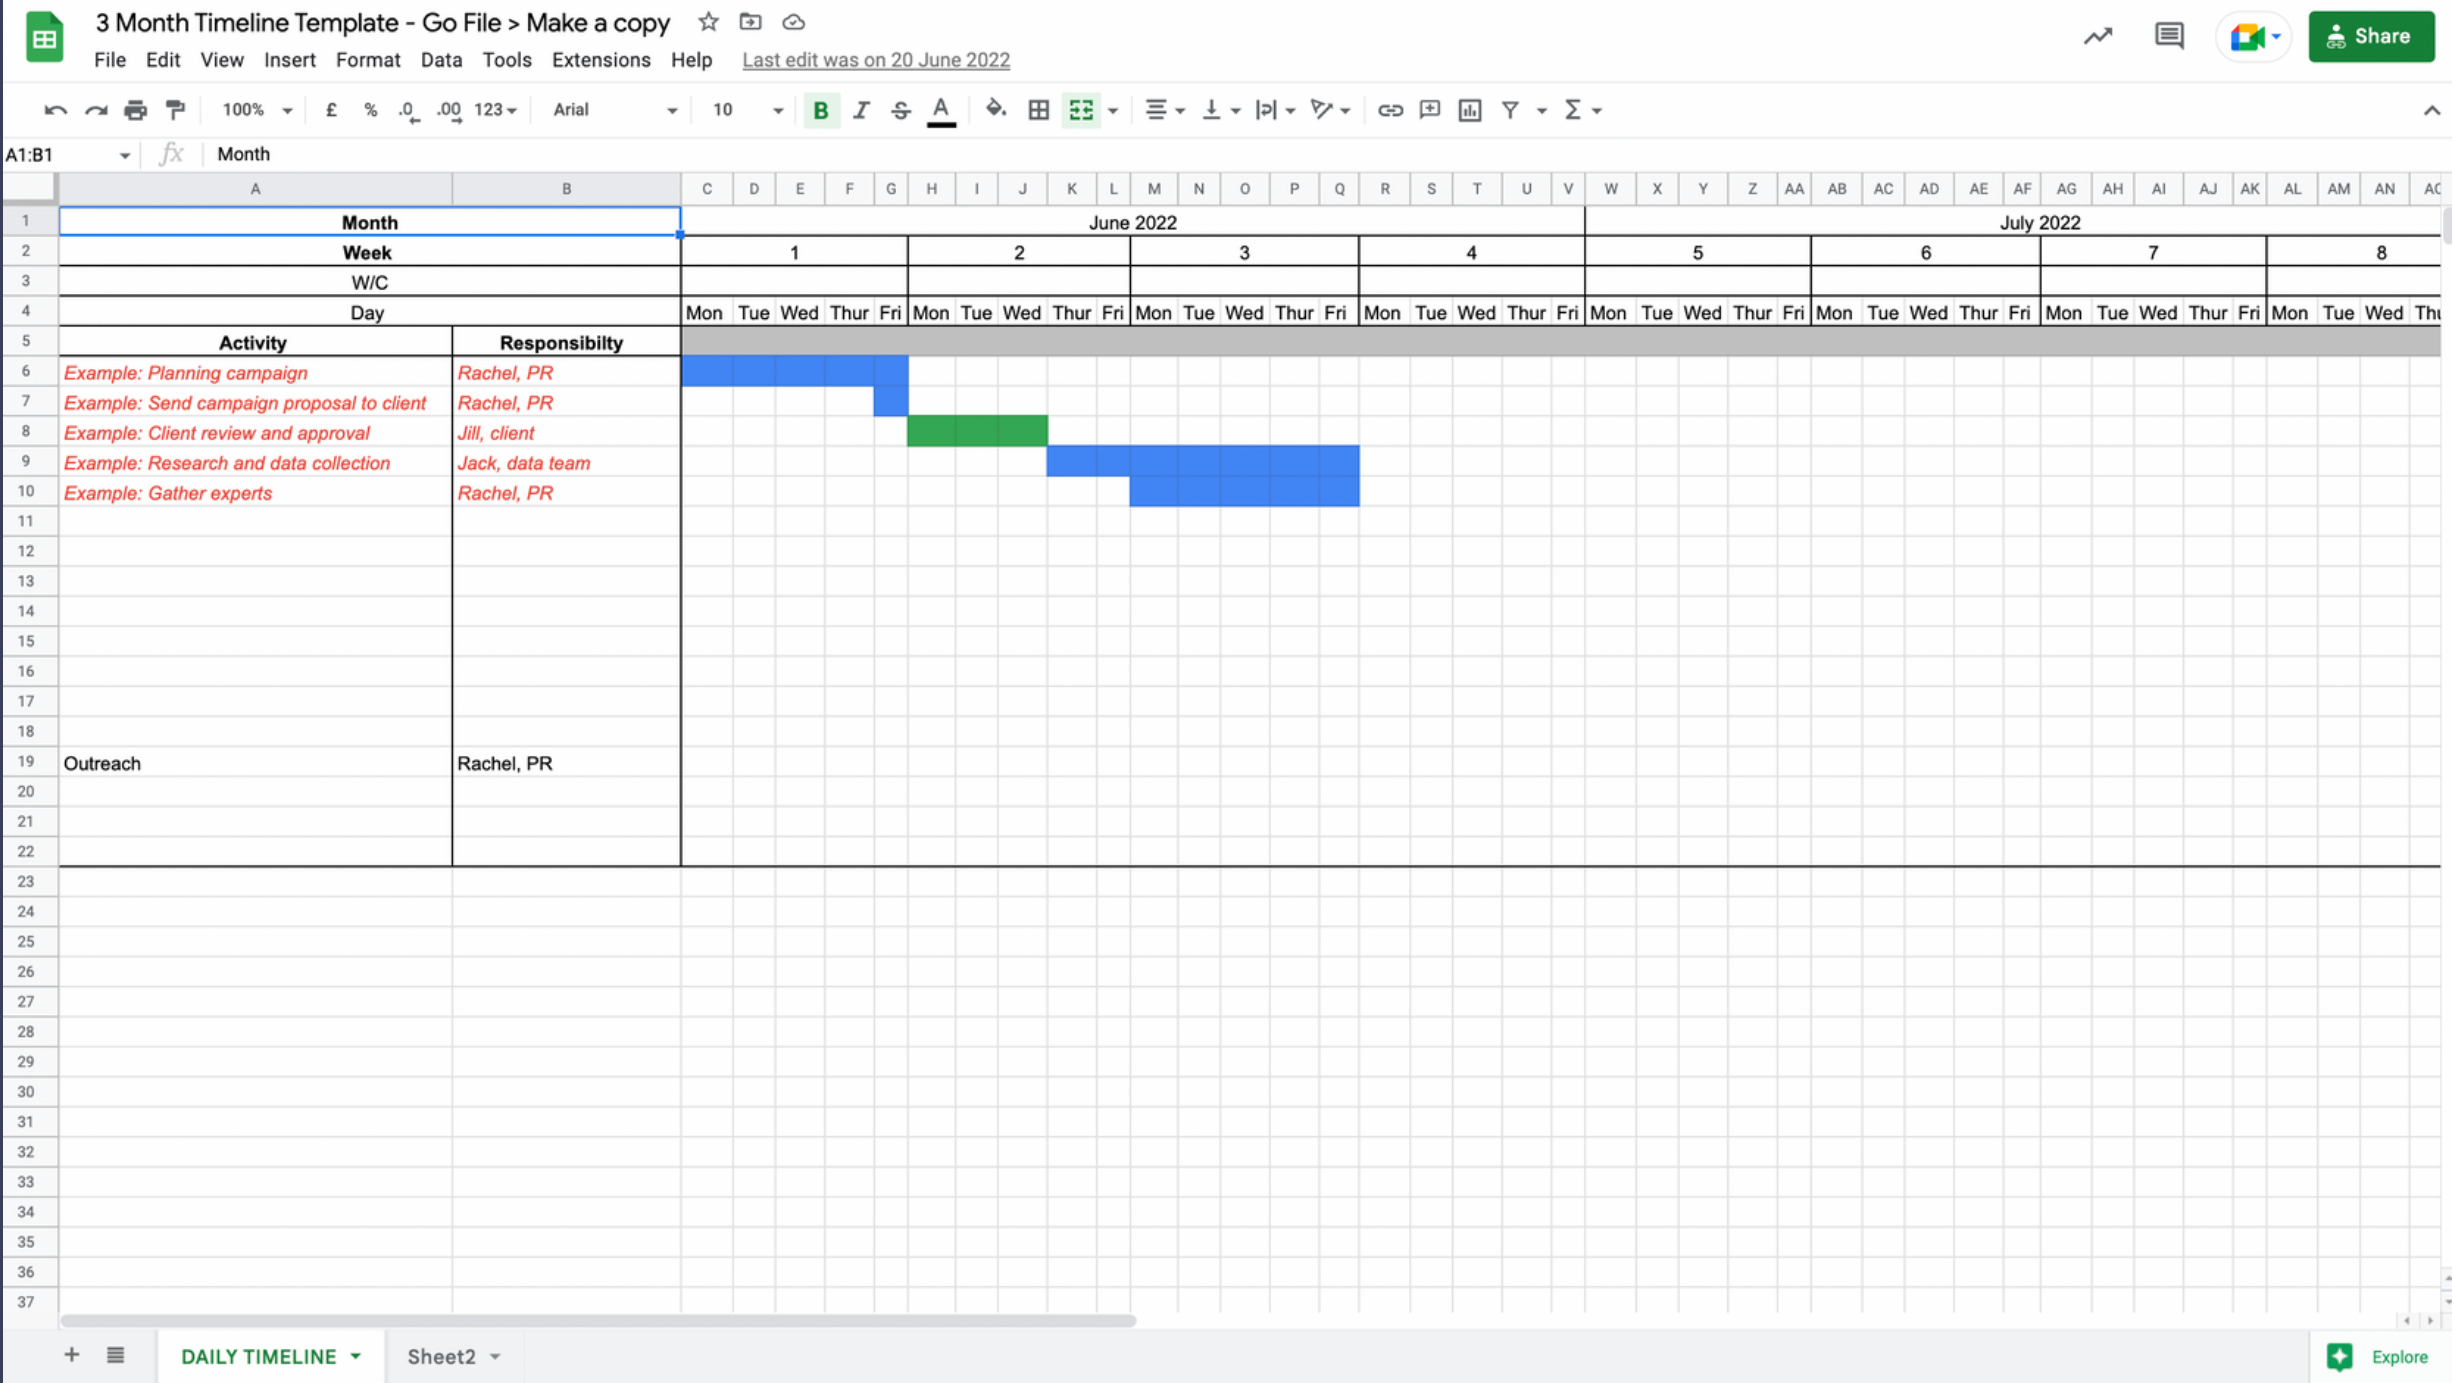 3 Month Timeline Template - Go File > Make a copy
File Edit View Insert Format Data Tools Extensions Help Last edit was on 20 June 2022
Share
100% £ % .0 .00 123 Arial 10 B I S A Σ
A1:B1 fx Month
A B C D E F G H I J K L M N O P Q R S T U V W X Y Z AA AB AC AD AE AF AG AH AI AJ AK AL AM AN
1 Month June 2022 July 2022
2 Week 1 2 3 4 5 6 7 8
3 W/C
4 Day Mon Tue Wed Thur Fri Mon Tue Wed Thur Fri Mon Tue Wed Thur Fri Mon Tue Wed Thur Fri Mon Tue Wed Thur Fri Mon Tue Wed Thur Fri Mon Tue Wed Thur Fri Mon Tue Wed
5 Activity Responsibilty
6 Example: Planning campaign Rachel, PR
7 Example: Send campaign proposal to client Rachel, PR
8 Example: Client review and approval Jill, client
9 Example: Research and data collection Jack, data team
10 Example: Gather experts Rachel, PR
11
12
13
14
15
16
17
18
19 Outreach Rachel, PR
20
21
22
23
24
25
26
27
28
29
30
31
32
33
34
35
36
37
+ DAILY TIMELINE Sheet2 Explore